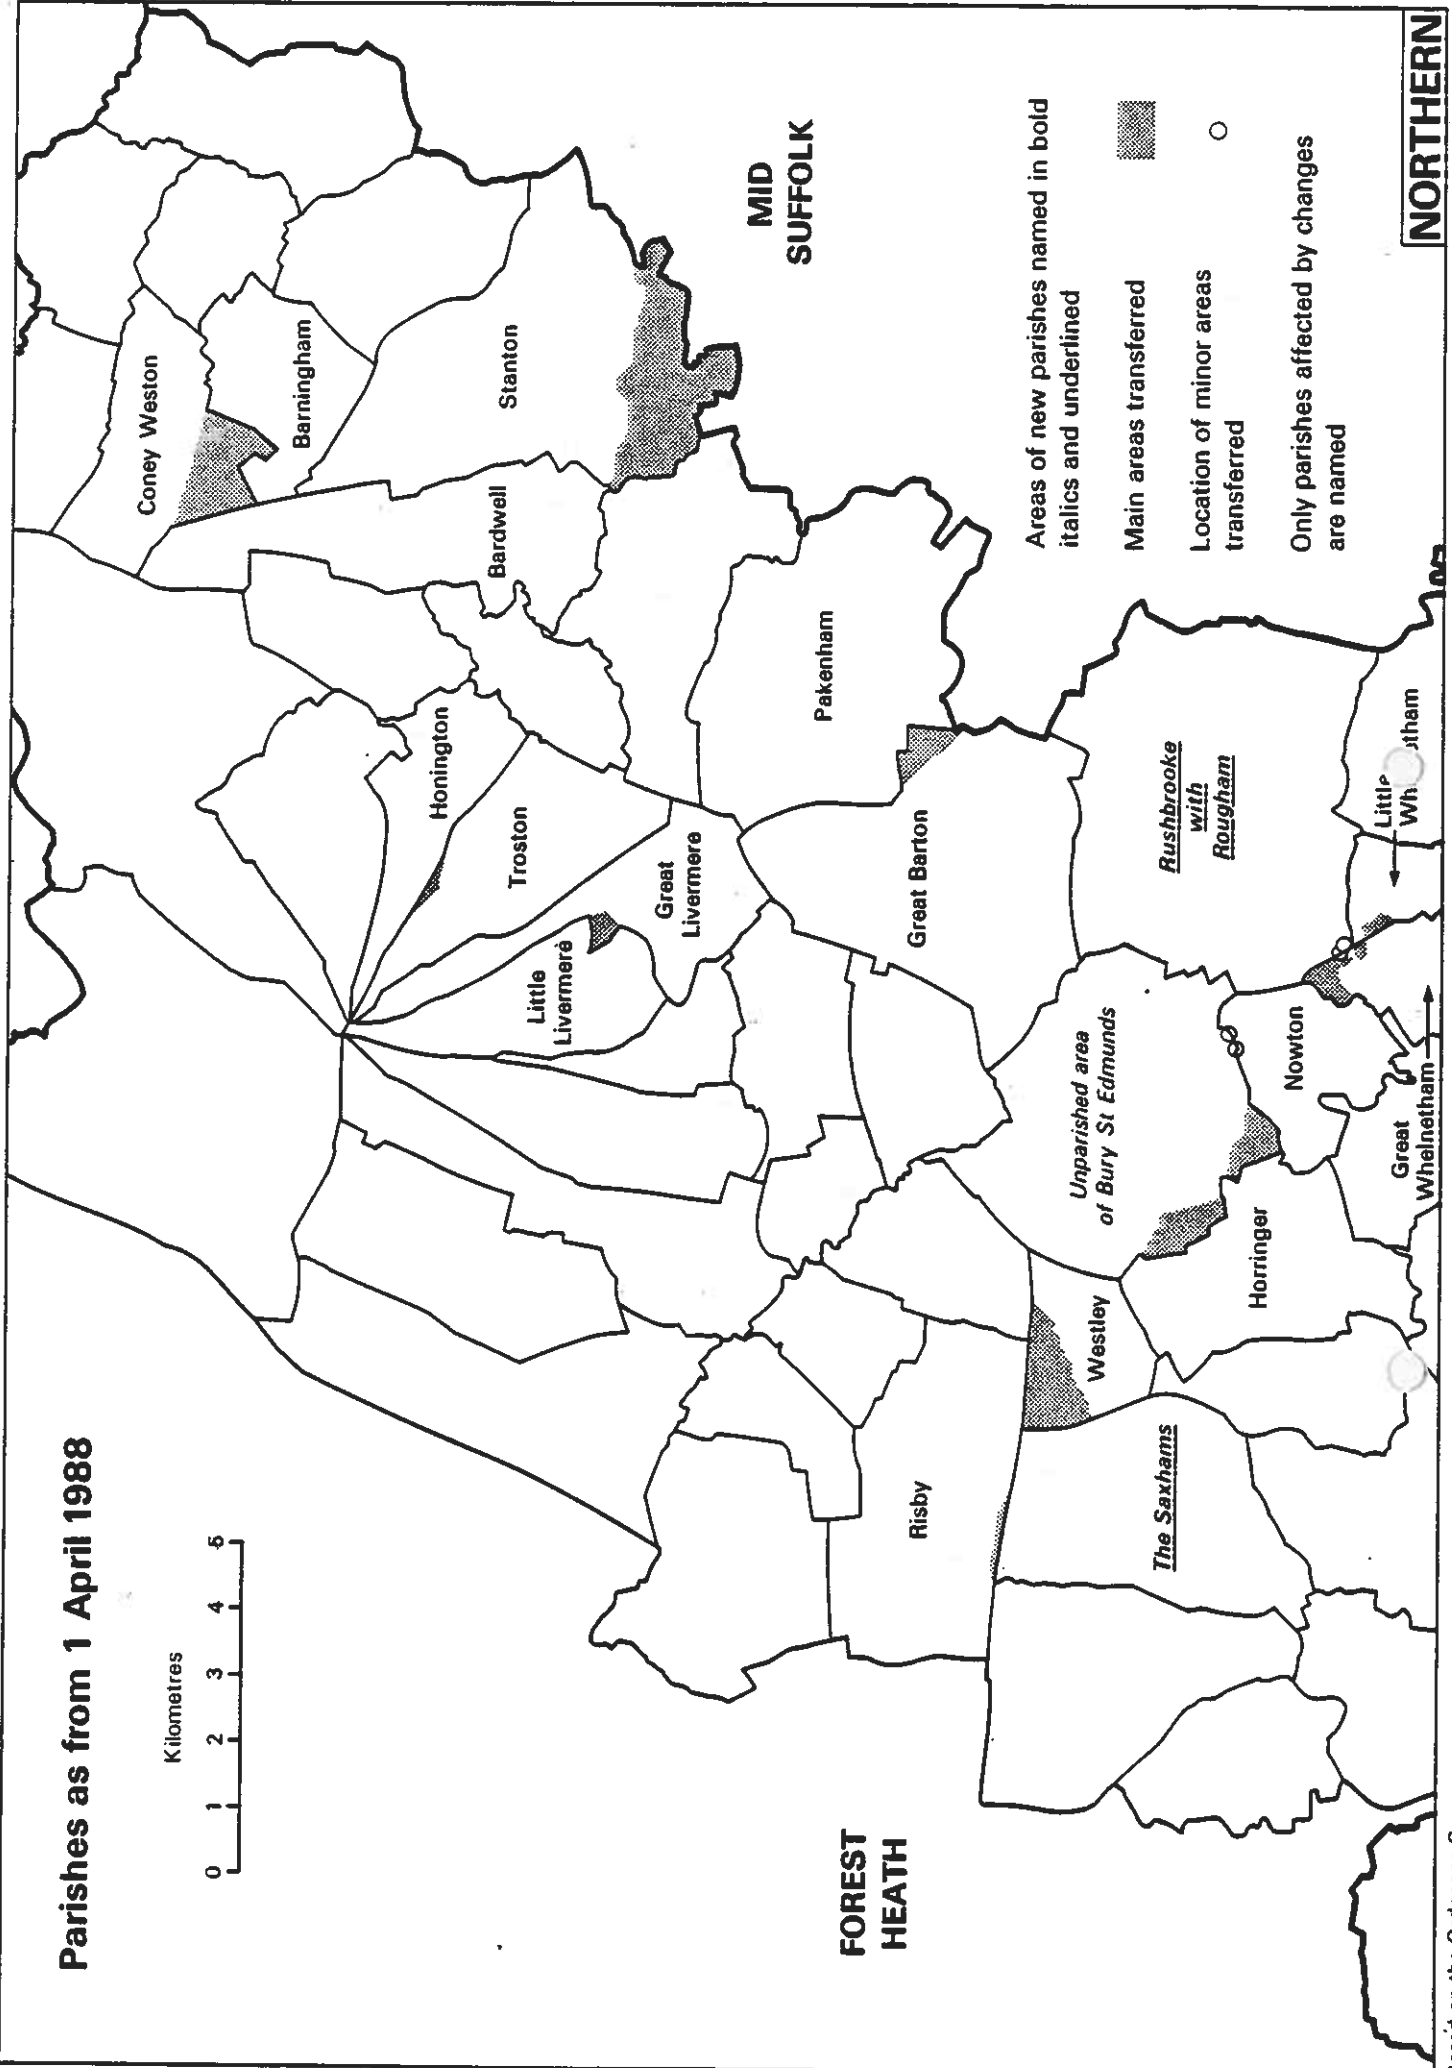 Parishes as from 1 April 1988
Kilometres
0 1 2 3 4 5
FOREST
HEATH
MID
SUFFOLK
Coney Weston
Barningham
Stanton
Bardwell
Honington
Troston
Little
Livermere
Great
Livermere
Pakenham
Great Barton
Risby
Westley
The Saxhams
Horringer
Unparished area
of Bury St Edmunds
Nowton
Rushbrooke
with
Rougham
Great
Whelnetham
Little
Areas of new parishes named in bold
italics and underlined
Main areas transferred
Location of minor areas
transferred
Only parishes affected by changes
are named
NORTHERN